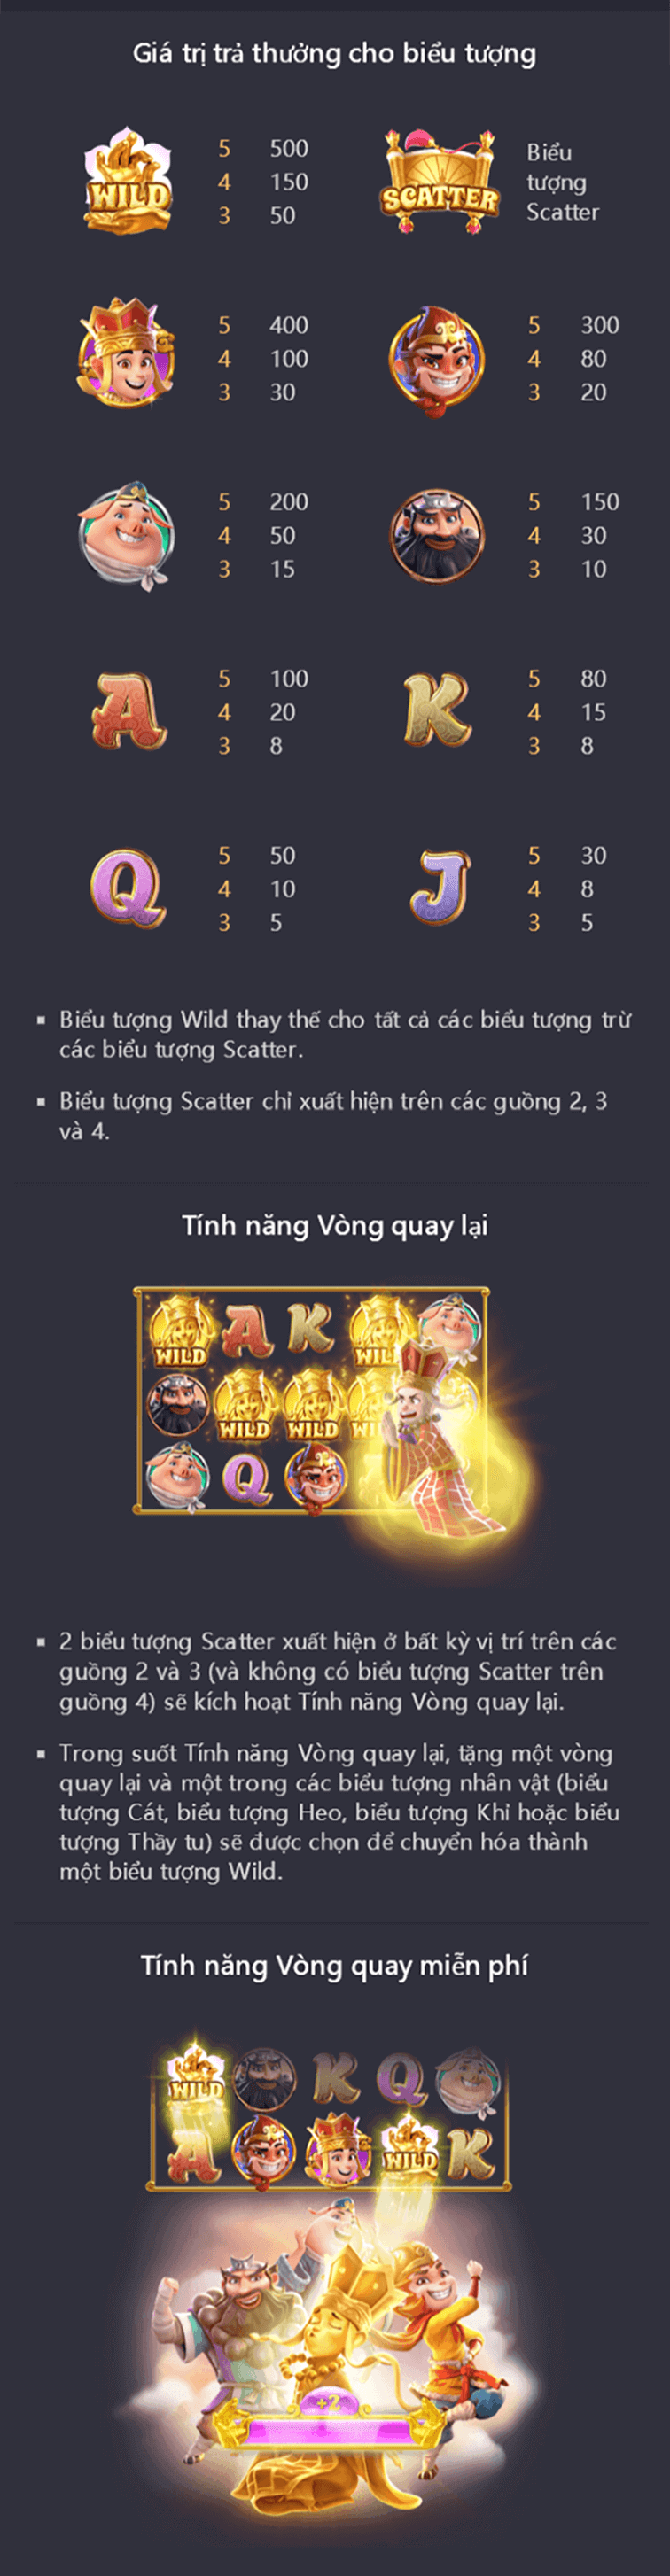 Giá trị trả thưởng cho biểu tượng
WILD
5 500
4 150
3 50
SCATTER
Biểu
tượng
Scatter
5 400
4 100
3 30
5 300
4 80
3 20
5 200
4 50
3 15
5 150
4 30
3 10
A
5 100
4 20
3 8
K
5 80
4 15
3 8
Q
5 50
4 10
3 5
J
5 30
4 8
3 5
▪ Biểu tượng Wild thay thế cho tất cả các biểu tượng trừ
các biểu tượng Scatter.
▪ Biểu tượng Scatter chỉ xuất hiện trên các guồng 2, 3
và 4.
Tính năng Vòng quay lại
WILD A K WIL
WILD WILD WI
Q
▪ 2 biểu tượng Scatter xuất hiện ở bất kỳ vị trí trên các
guồng 2 và 3 (và không có biểu tượng Scatter trên
guồng 4) sẽ kích hoạt Tính năng Vòng quay lại.
▪ Trong suốt Tính năng Vòng quay lại, tặng một vòng
quay lại và một trong các biểu tượng nhân vật (biểu
tượng Cát, biểu tượng Heo, biểu tượng Khỉ hoặc biểu
tượng Thầy tu) sẽ được chọn để chuyển hóa thành
một biểu tượng Wild.
Tính năng Vòng quay miễn phí
WILD K Q
A WILD K
+2